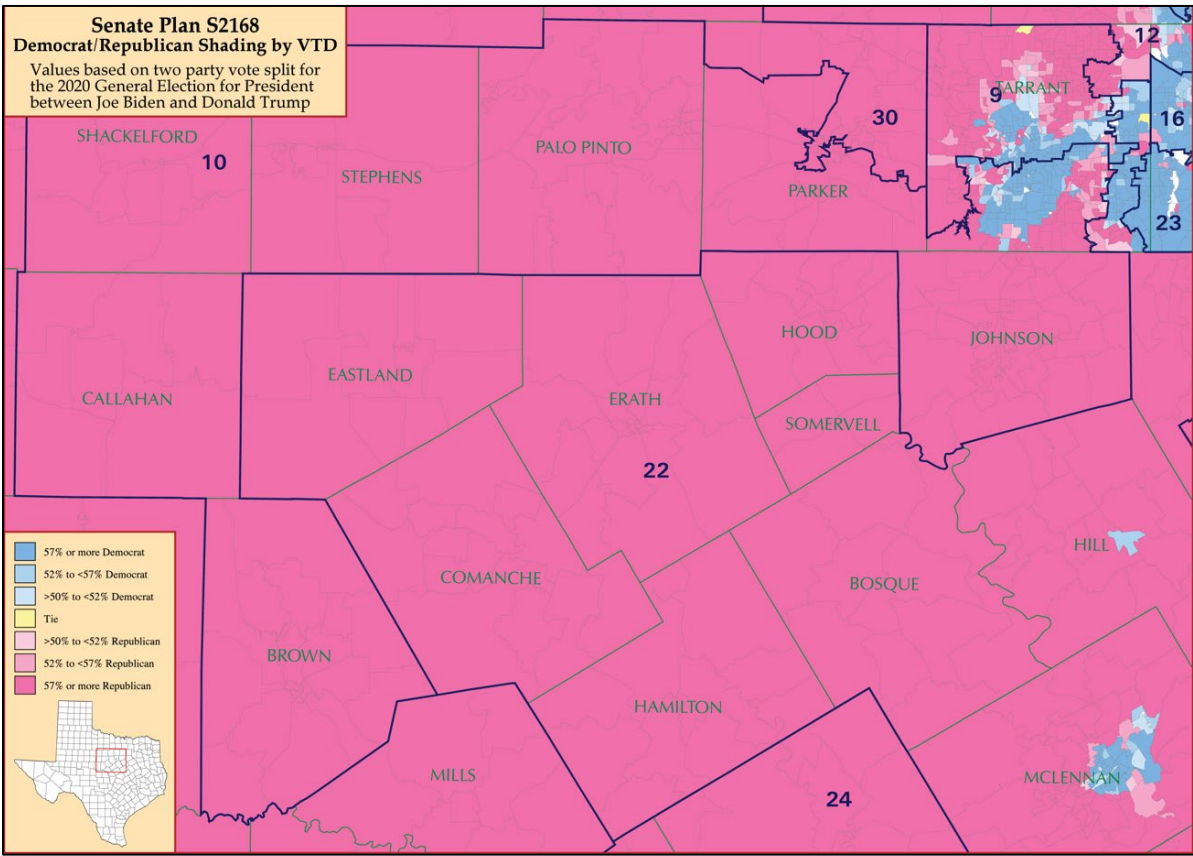 Senate Plan S2168
Democrat/Republican Shading by VTD
Values based on two party vote split for
the 2020 General Election for President
between Joe Biden and Donald Trump
12
TARRANT
9
30
16
SHACKELFORD
10
STEPHENS
PALO PINTO
PARKER
23
HOOD
JOHNSON
EASTLAND
CALLAHAN
ERATH
SOMERVELL
22
HILL
COMANCHE
BOSQUE
BROWN
HAMILTON
MILLS
MCLENNAN
24
57% or more Democrat
52% to <57% Democrat
>50% to <52% Democrat
Tie
>50% to <52% Republican
52% to <57% Republican
57% or more Republican